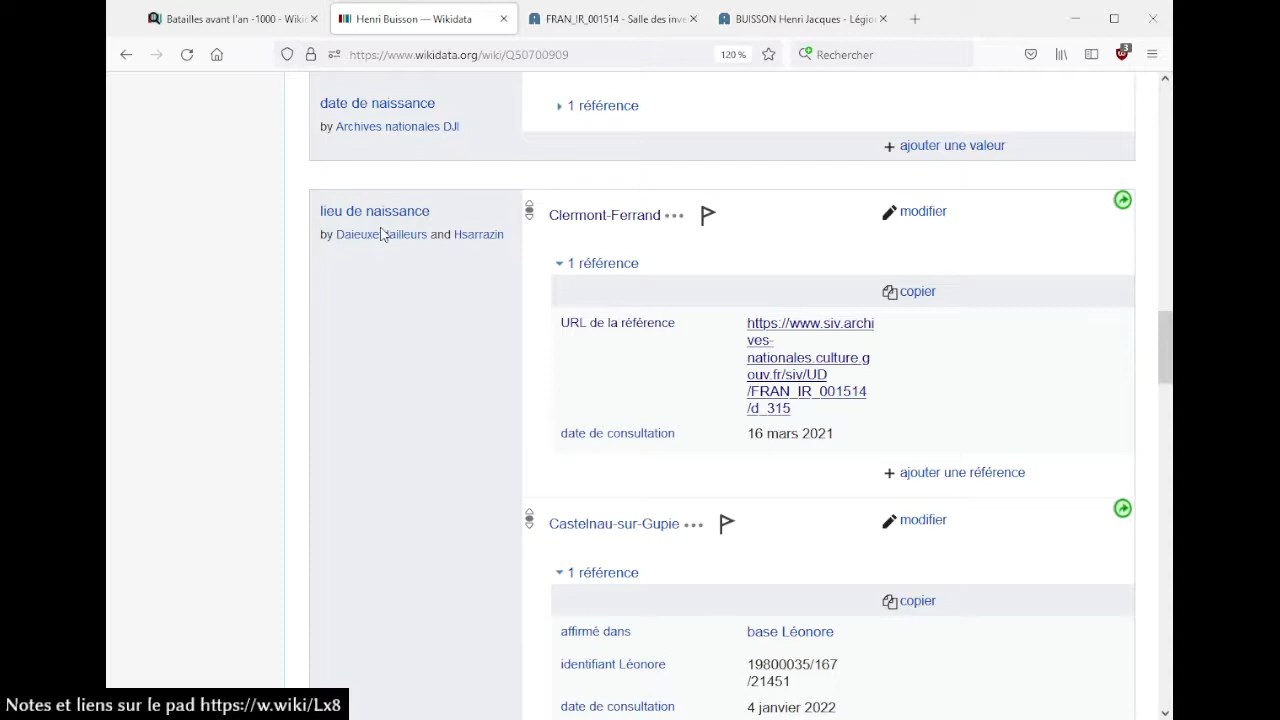 Batailles avant l'an -1000 - Wiki
Henri Buisson — Wikidata
FRAN_IR_001514 - Salle des inve
BUISSON Henri Jacques - Légio
https://www.wikidata.org/wiki/Q50700909
120 %
Rechercher
3
date de naissance
by Archives nationales DJI
1 référence
+ ajouter une valeur
lieu de naissance
by Daieuxe ailleurs and Hsarrazin
Clermont-Ferrand
modifier
1 référence
copier
URL de la référence
https://www.siv.archi
ves-
nationales.culture.g
ouv.fr/siv/UD
/FRAN_IR_001514
/d_315
date de consultation
16 mars 2021
+ ajouter une référence
Castelnau-sur-Gupie
modifier
1 référence
copier
affirmé dans
base Léonore
identifiant Léonore
19800035/167
/21451
date de consultation
4 janvier 2022
Notes et liens sur le pad https://w.wiki/Lx8